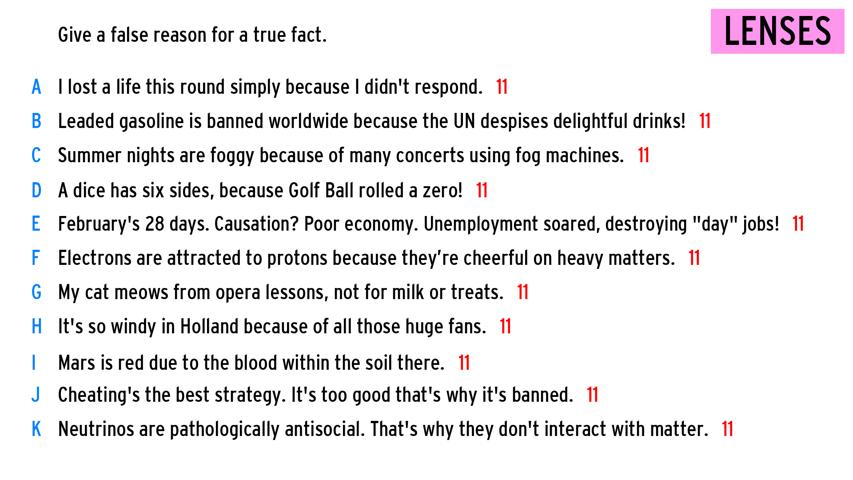 Give a false reason for a true fact.
LENSES
A I lost a life this round simply because I didn't respond. 11
B Leaded gasoline is banned worldwide because the UN despises delightful drinks! 11
C Summer nights are foggy because of many concerts using fog machines. 11
D A dice has six sides, because Golf Ball rolled a zero! 11
E February's 28 days. Causation? Poor economy. Unemployment soared, destroying "day" jobs! 11
F Electrons are attracted to protons because they’re cheerful on heavy matters. 11
G My cat meows from opera lessons, not for milk or treats. 11
H It's so windy in Holland because of all those huge fans. 11
I Mars is red due to the blood within the soil there. 11
J Cheating's the best strategy. It's too good that's why it's banned. 11
K Neutrinos are pathologically antisocial. That's why they don't interact with matter. 11